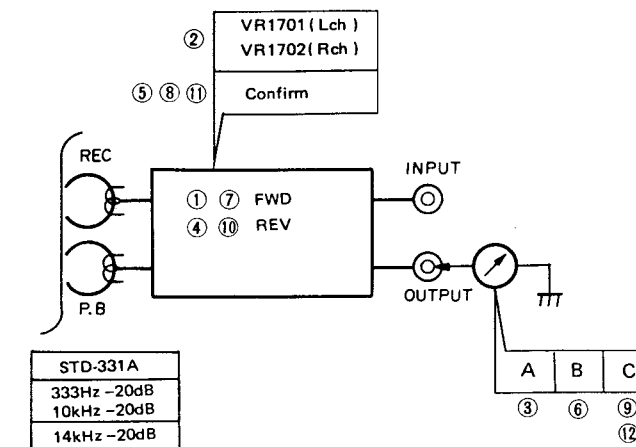 ② VR1701(Lch)
VR1702(Rch)
⑤ ⑧ ⑪ Confirm
REC
① ⑦ FWD
④ ⑩ REV
INPUT
P.B
OUTPUT
STD-331A
333Hz -20dB
10kHz -20dB
14kHz -20dB
A B C
③ ⑥ ⑨
⑫